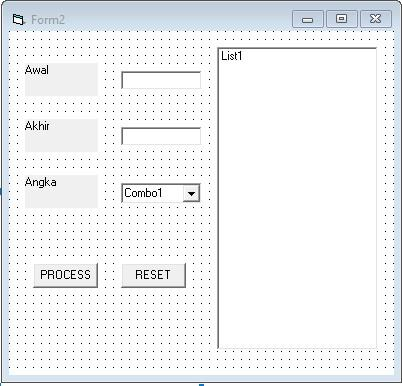 Form2
Awal
List1
Akhir
Angka
Combo1
PROCESS
RESET